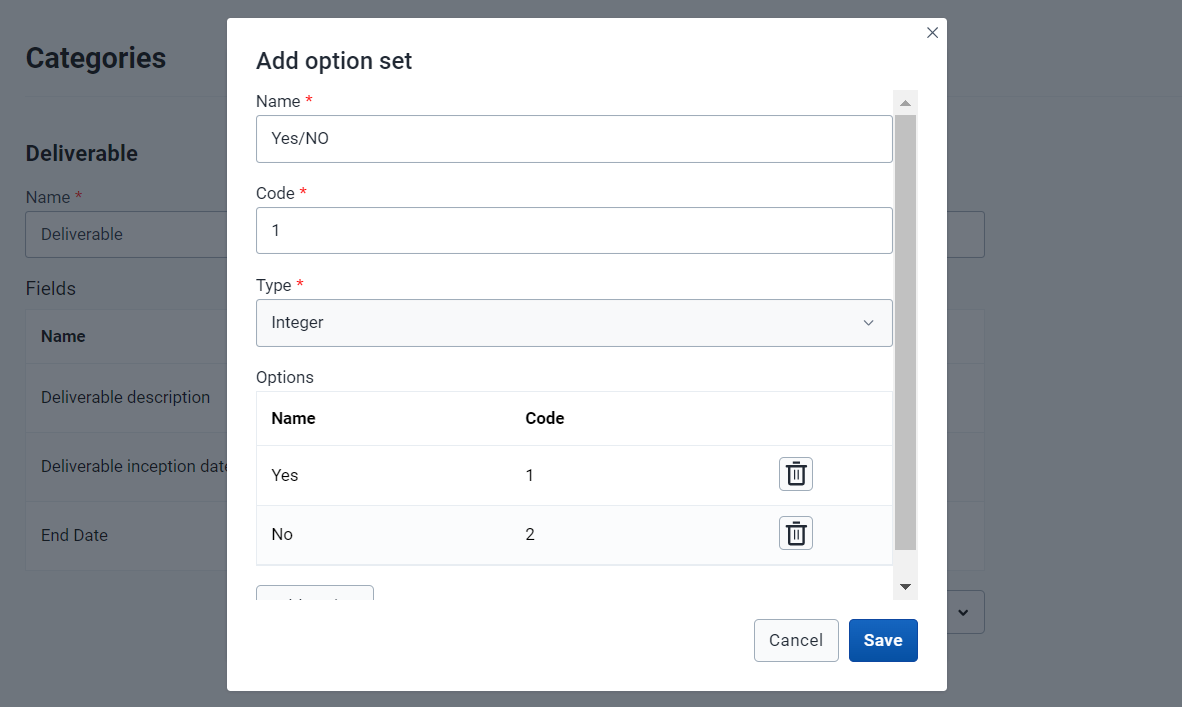 Categories
Deliverable
Name *
Deliverable
Fields
Name
Deliverable description
Deliverable inception date
End Date
Add option set
Name *
Yes/NO
Code *
1
Type *
Integer
Options
Name Code
Yes 1
No 2
Cancel Save